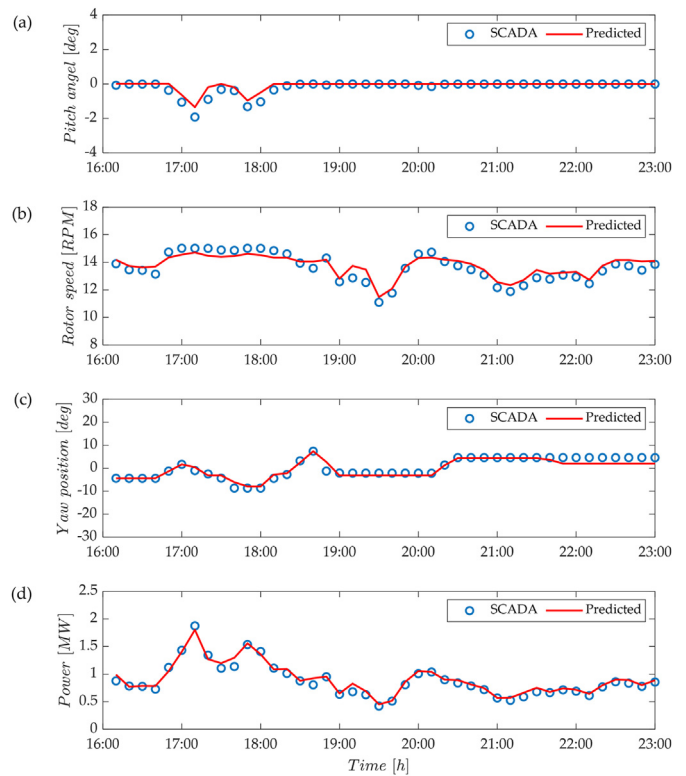 (a)
4
2
0
-2
-4
Pitch angel [deg]
SCADA Predicted
16:00 17:00 18:00 19:00 20:00 21:00 22:00 23:00
(b)
18
16
14
12
10
8
Rotor speed [RPM]
SCADA Predicted
16:00 17:00 18:00 19:00 20:00 21:00 22:00 23:00
(c)
30
20
10
0
-10
-20
-30
Yaw position [deg]
SCADA Predicted
16:00 17:00 18:00 19:00 20:00 21:00 22:00 23:00
(d)
2.5
2
1.5
1
0.5
0
Power [MW]
SCADA Predicted
16:00 17:00 18:00 19:00 20:00 21:00 22:00 23:00
Time [h]